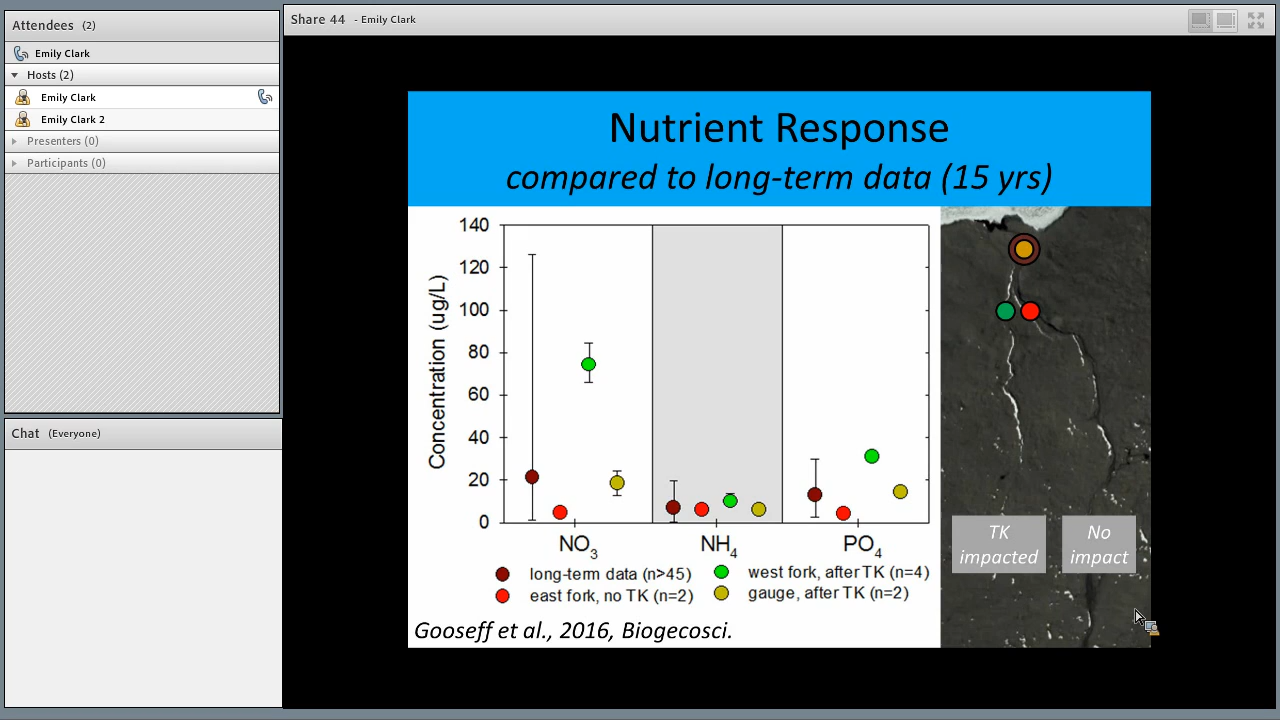 Attendees (2)
Emily Clark
Hosts (2)
Emily Clark
Emily Clark 2
Presenters (0)
Participants (0)
Chat (Everyone)
Share 44 - Emily Clark
Nutrient Response
compared to long-term data (15 yrs)
Concentration (ug/L)
140
120
100
80
60
40
20
0
NO3 NH4 PO4
long-term data (n>45)
east fork, no TK (n=2)
west fork, after TK (n=4)
gauge, after TK (n=2)
Gooseff et al., 2016, Biogecosci.
TK
impacted
No
impact